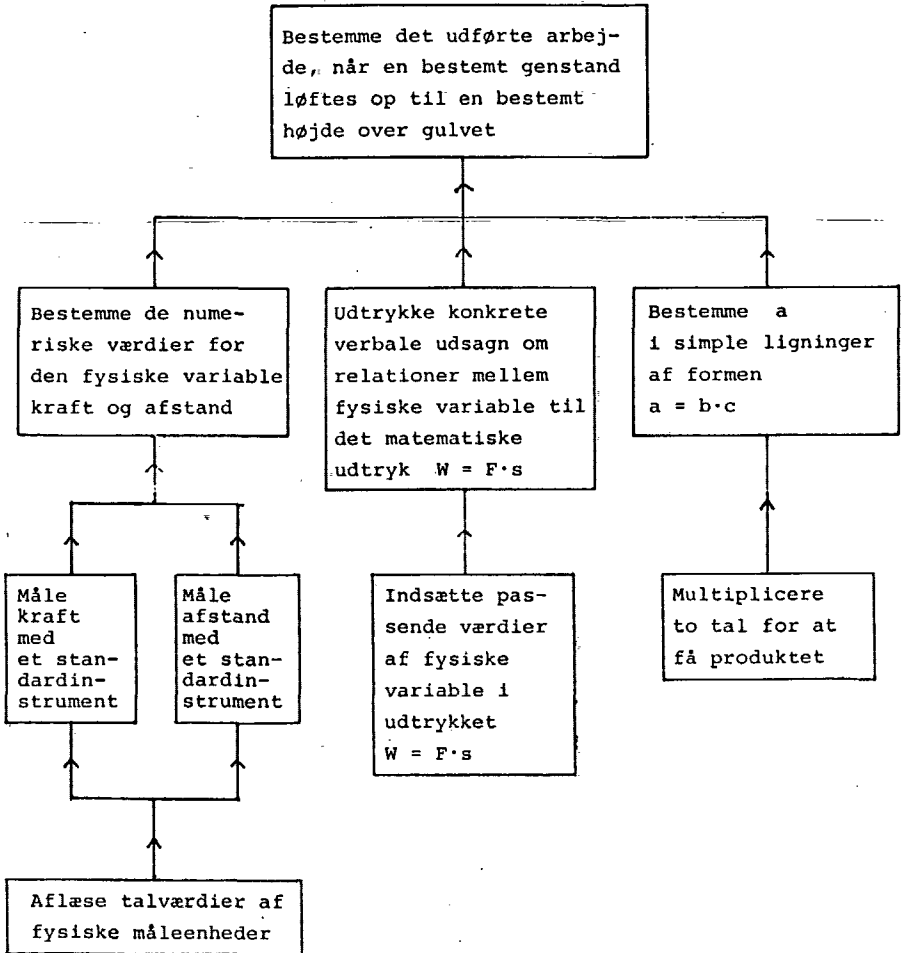 Bestemme det udførte arbej-
de, når en bestemt genstand
løftes op til en bestemt
højde over gulvet
Bestemme de nume-
riske værdier for
den fysiske variable
kraft og afstand
Udtrykke konkrete
verbale udsagn om
relationer mellem
fysiske variable til
det matematiske
udtryk W = F·s
Bestemme a
i simple ligninger
af formen
a = b·c
Måle
kraft
med
et stan-
dardin-
strument
Måle
afstand
med
et stan-
dardin-
strument
Indsætte pas-
sende værdier
af fysiske
variable i
udtrykket
W = F·s
Multiplicere
to tal for at
få produktet
Aflæse talværdier af
fysiske måleenheder